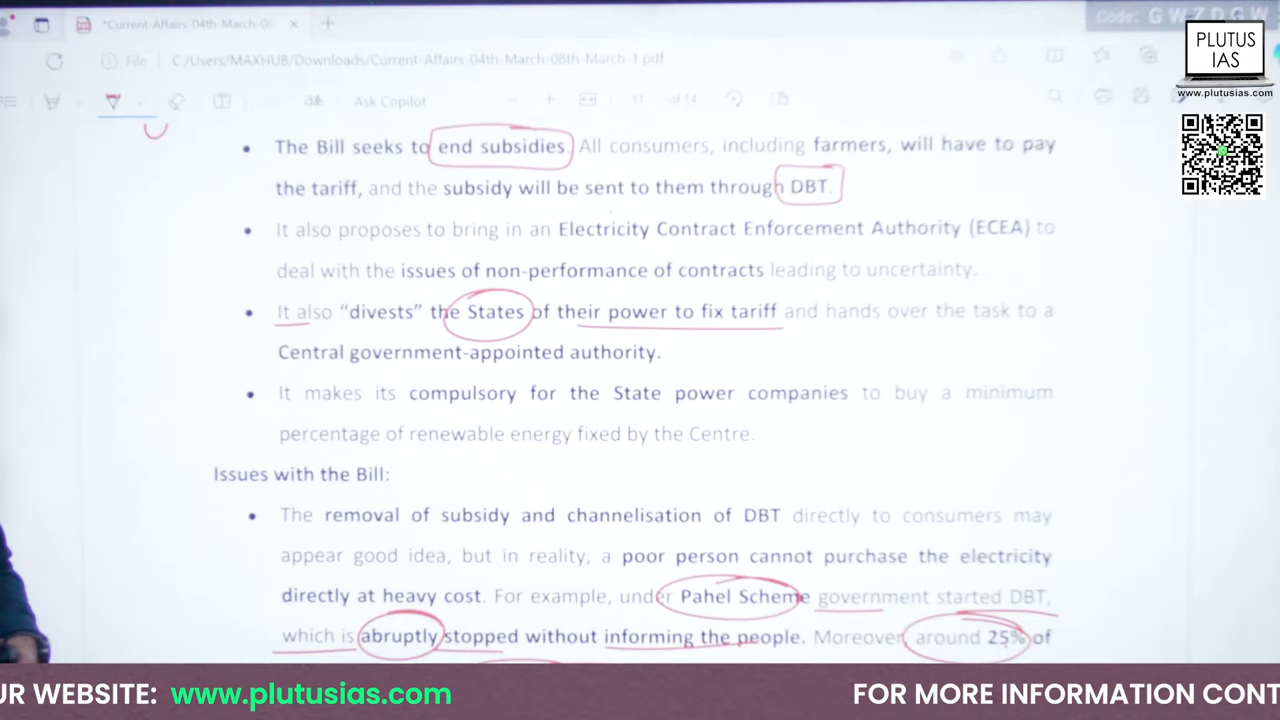 *Current-Affairs 04th-March-0
Code: G W Z D G W
File C:/Users/MAXHUB/Downloads/Current-Affairs-04th-March-08th-March-1.pdf
PLUTUS
IAS
www.plutusias.com
Ask Copilot
11 of 14
• The Bill seeks to end subsidies. All consumers, including farmers, will have to pay
the tariff, and the subsidy will be sent to them through DBT.
• It also proposes to bring in an Electricity Contract Enforcement Authority (ECEA) to
deal with the issues of non-performance of contracts leading to uncertainty.
• It also “divests” the States of their power to fix tariff and hands over the task to a
Central government-appointed authority.
• It makes its compulsory for the State power companies to buy a minimum
percentage of renewable energy fixed by the Centre.
Issues with the Bill:
• The removal of subsidy and channelisation of DBT directly to consumers may
appear good idea, but in reality, a poor person cannot purchase the electricity
directly at heavy cost. For example, under Pahel Scheme government started DBT,
which is abruptly stopped without informing the people. Moreover, around 25% of
UR WEBSITE: www.plutusias.com FOR MORE INFORMATION CONT